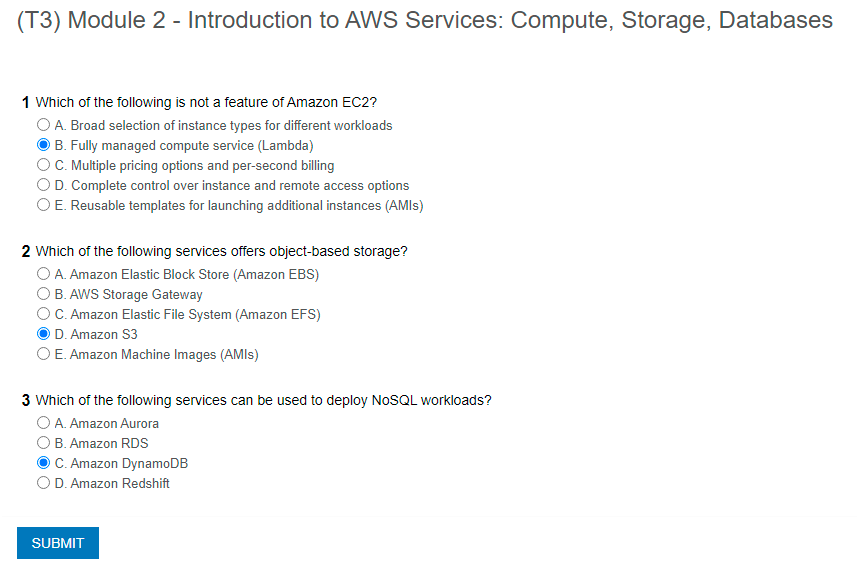 (T3) Module 2 - Introduction to AWS Services: Compute, Storage, Databases
1 Which of the following is not a feature of Amazon EC2?
A. Broad selection of instance types for different workloads
B. Fully managed compute service (Lambda)
C. Multiple pricing options and per-second billing
D. Complete control over instance and remote access options
E. Reusable templates for launching additional instances (AMIs)
2 Which of the following services offers object-based storage?
A. Amazon Elastic Block Store (Amazon EBS)
B. AWS Storage Gateway
C. Amazon Elastic File System (Amazon EFS)
D. Amazon S3
E. Amazon Machine Images (AMIs)
3 Which of the following services can be used to deploy NoSQL workloads?
A. Amazon Aurora
B. Amazon RDS
C. Amazon DynamoDB
D. Amazon Redshift
SUBMIT